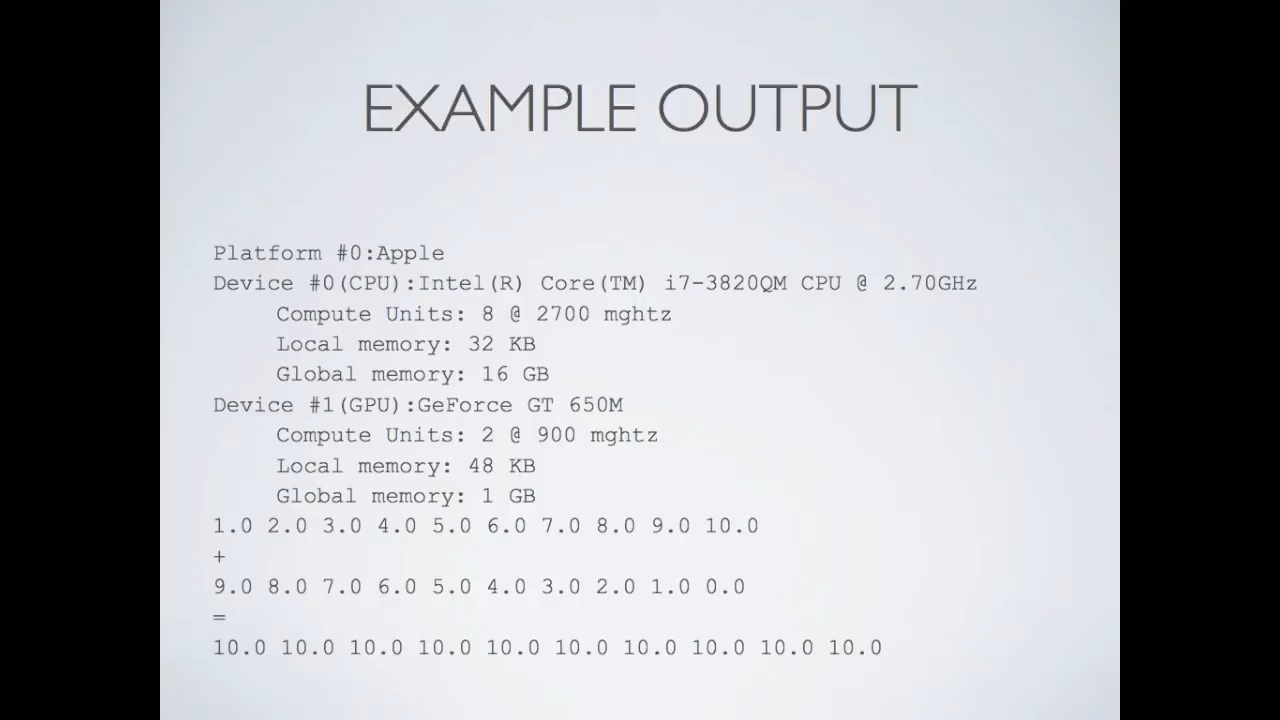 EXAMPLE OUTPUT
Platform #0:Apple
Device #0(CPU):Intel(R) Core(TM) i7-3820QM CPU @ 2.70GHz
Compute Units: 8 @ 2700 mghtz
Local memory: 32 KB
Global memory: 16 GB
Device #1(GPU):GeForce GT 650M
Compute Units: 2 @ 900 mghtz
Local memory: 48 KB
Global memory: 1 GB
1.0 2.0 3.0 4.0 5.0 6.0 7.0 8.0 9.0 10.0
+
9.0 8.0 7.0 6.0 5.0 4.0 3.0 2.0 1.0 0.0
=
10.0 10.0 10.0 10.0 10.0 10.0 10.0 10.0 10.0 10.0